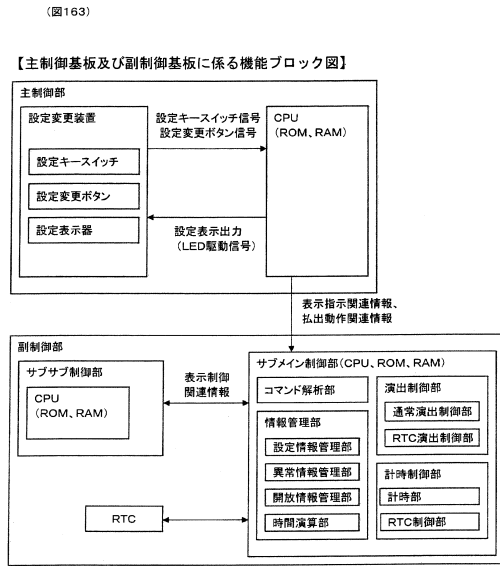 (図163)
【主制御基板及び副制御基板に係る機能ブロック図】
主制御部
設定変更装置
設定キースイッチ
設定変更ボタン
設定表示器
設定キースイッチ信号
設定変更ボタン信号
設定表示出力
(LED駆動信号)
CPU
(ROM、RAM)
表示指示関連情報、
払出動作関連情報
副制御部
サブサブ制御部
CPU
(ROM、RAM)
表示制御
関連情報
RTC
サブメイン制御部(CPU、ROM、RAM)
コマンド解析部
情報管理部
設定情報管理部
異常情報管理部
開放情報管理部
時間演算部
演出制御部
通常演出制御部
RTC演出制御部
計時制御部
計時部
RTC制御部